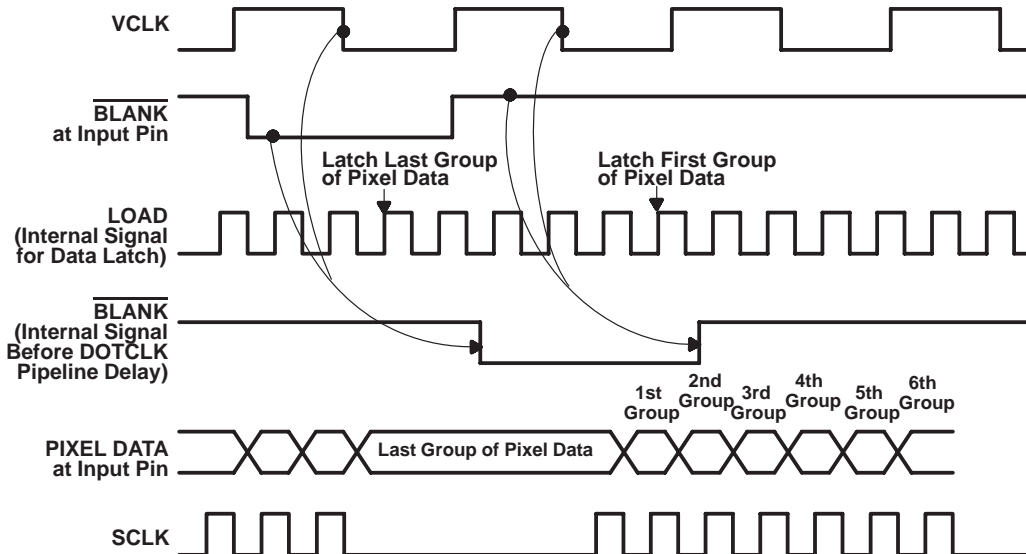 VCLK
BLANK
at Input Pin
Latch Last Group
of Pixel Data
Latch First Group
of Pixel Data
LOAD
(Internal Signal
for Data Latch)
BLANK
(Internal Signal
Before DOTCLK
Pipeline Delay)
1st
Group
2nd
Group
3rd
Group
4th
Group
5th
Group
6th
Group
PIXEL DATA
at Input Pin
Last Group of Pixel Data
SCLK